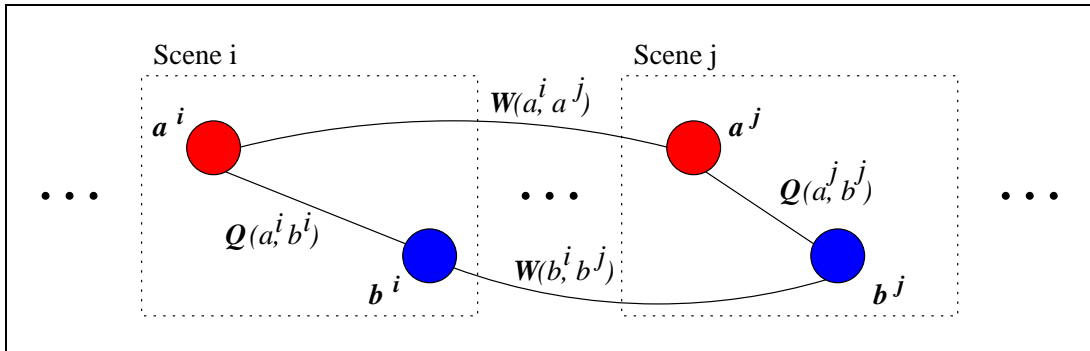 Scene i
Scene j
W(a^i, a^j)
a^i
a^j
Q(a^i, b^i)
Q(a^j, b^j)
. . .
. . .
. . .
W(b^i, b^j)
b^i
b^j